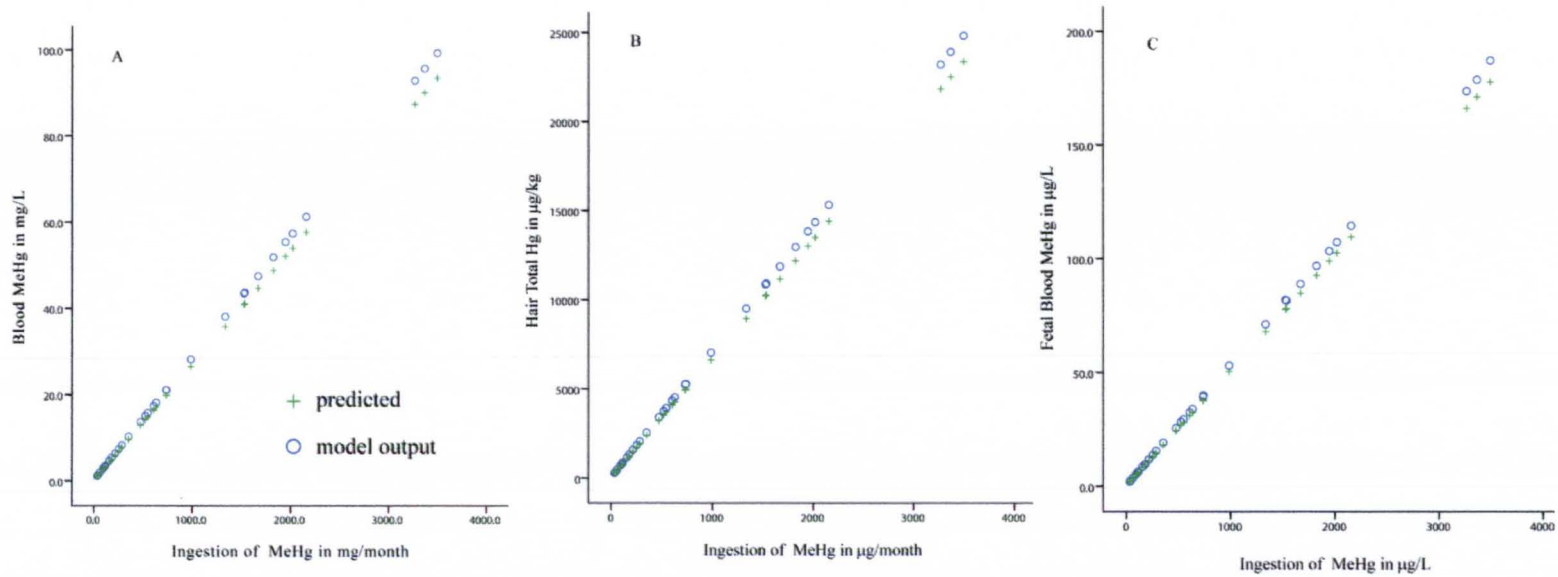 A
100.0
80.0
60.0
40.0
20.0
0.0
Blood MeHg in mg/L
0.0 1000.0 2000.0 3000.0 4000.0
Ingestion of MeHg in mg/month
+ predicted
○ model output
B
25000
20000
15000
10000
5000
0
Hair Total Hg in µg/kg
0 1000 2000 3000 4000
Ingestion of MeHg in µg/month
C
200.0
150.0
100.0
50.0
0.0
Fetal Blood MeHg in µg/L
0 1000 2000 3000 4000
Ingestion of MeHg in µg/L